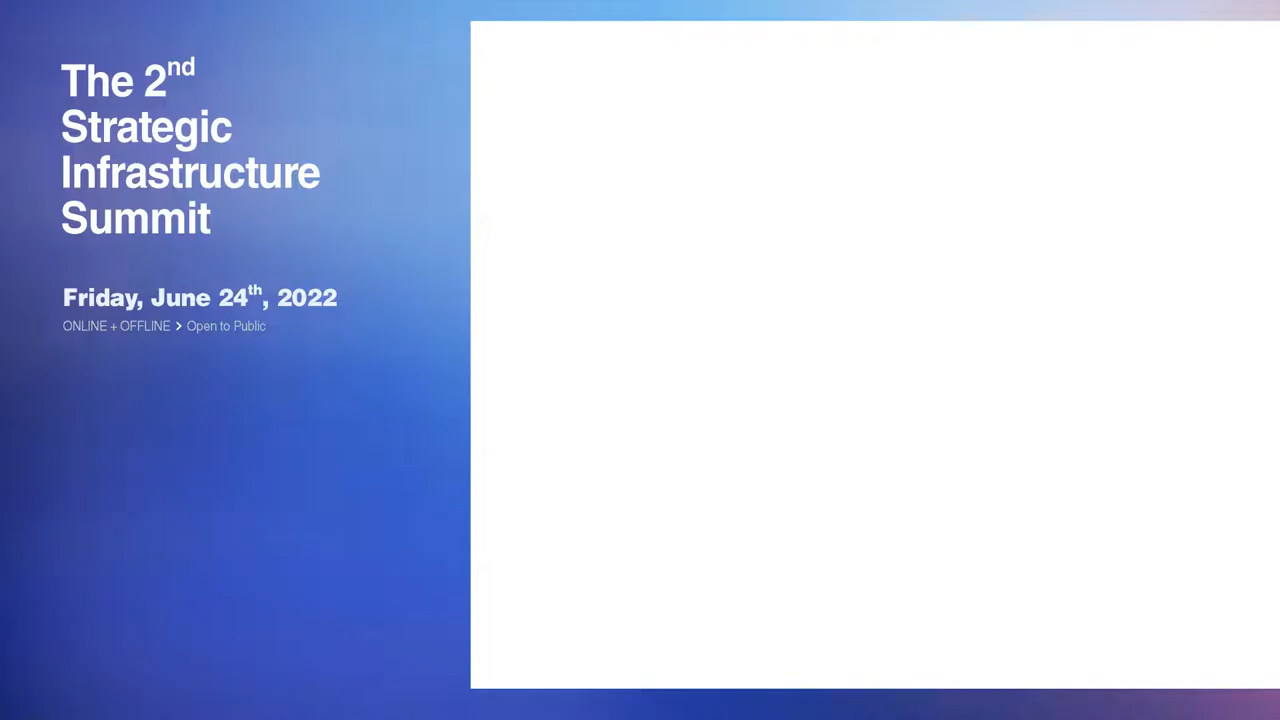 The 2nd
Strategic
Infrastructure
Summit
Friday, June 24th, 2022
ONLINE + OFFLINE > Open to Public